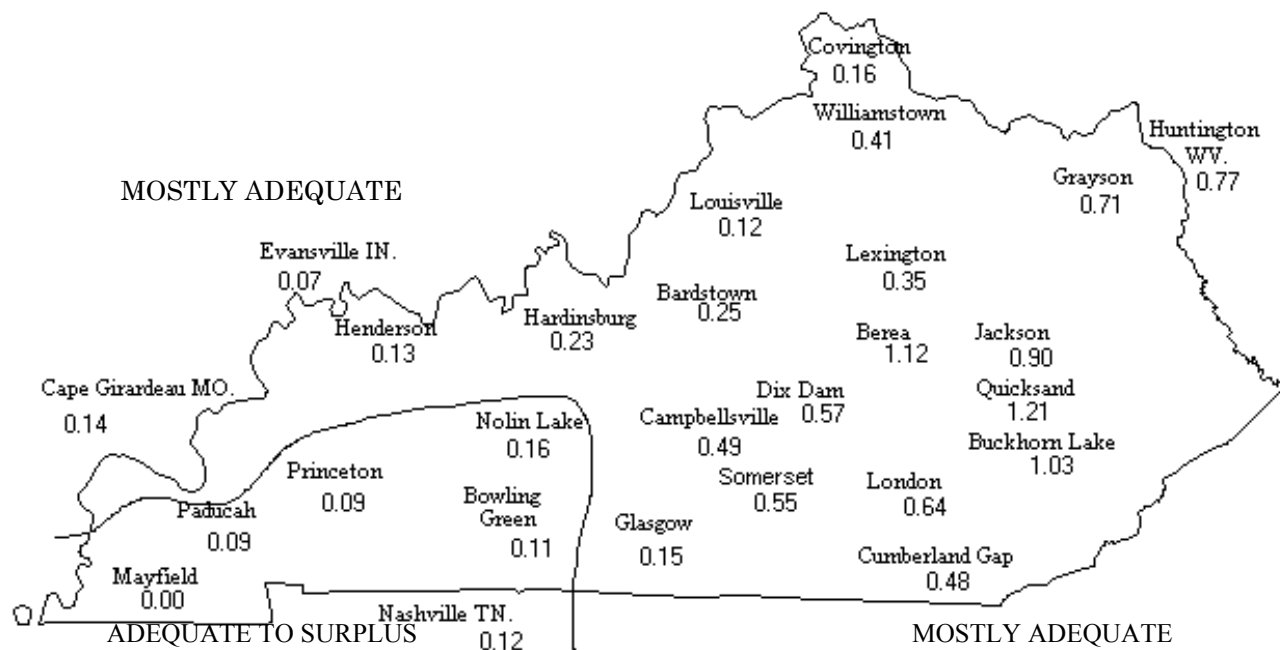 Covington
0.16
Williamstown
0.41
Huntington
WV.
0.77
Grayson
0.71
MOSTLY ADEQUATE
Louisville
0.12
Evansville IN.
0.07
Lexington
0.35
Bardstown
0.25
Henderson
0.13
Hardinsburg
0.23
Berea
1.12
Jackson
0.90
Cape Girardeau MO.
0.14
Dix Dam
0.57
Quicksand
1.21
Nolin Lake
0.16
Campbellsville
0.49
Buckhorn Lake
1.03
Princeton
0.09
Somerset
0.55
London
0.64
Paducah
0.09
Bowling
Green
0.11
Glasgow
0.15
Cumberland Gap
0.48
Mayfield
0.00
Nashville TN.
0.12
ADEQUATE TO SURPLUS
MOSTLY ADEQUATE